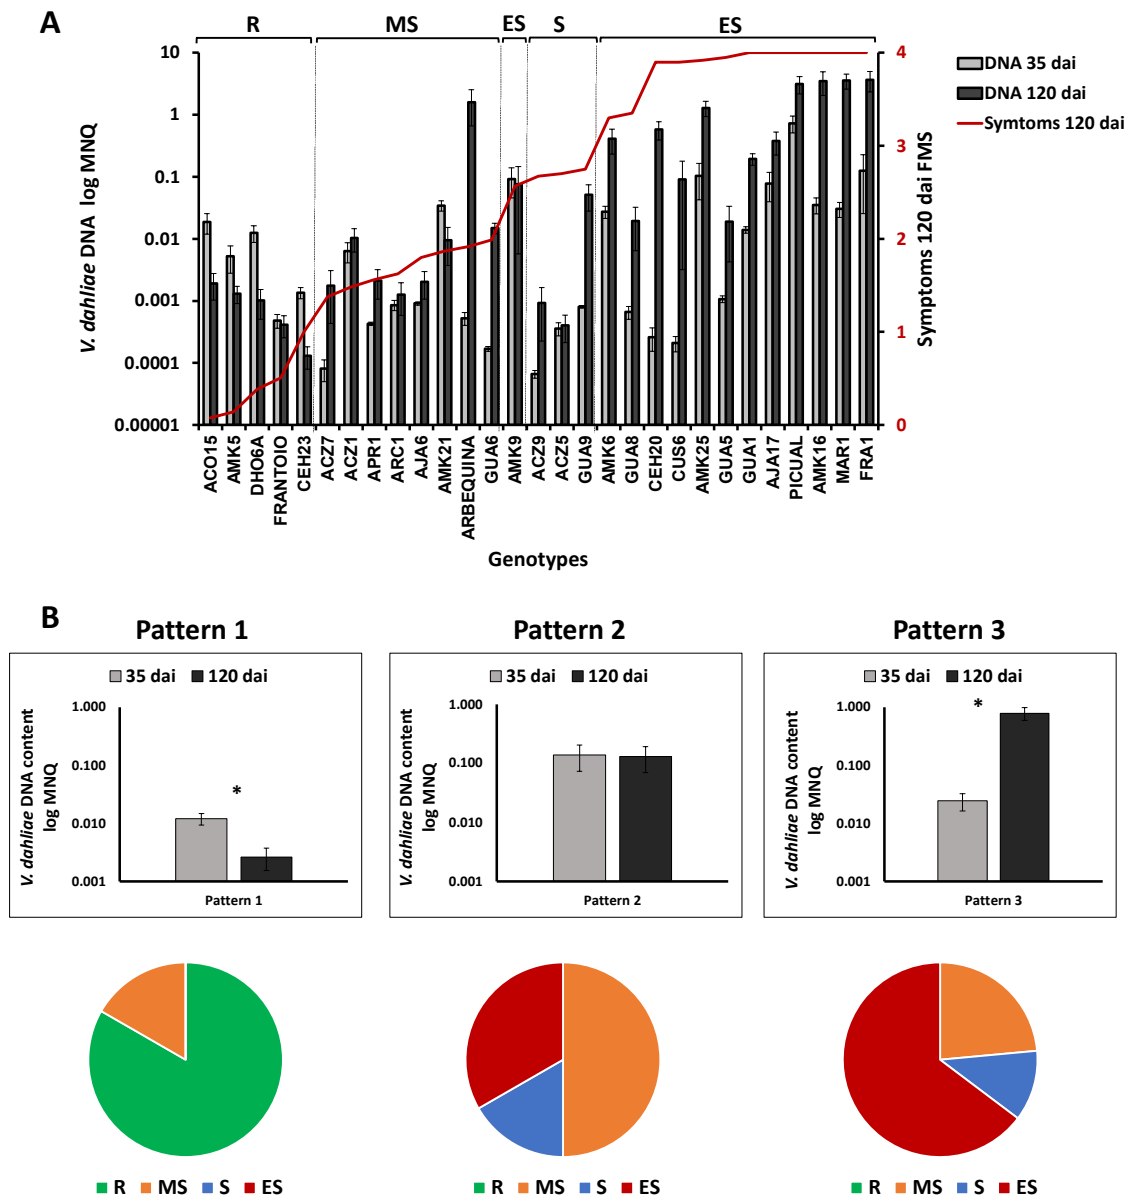 A
R MS ES S ES
10
1
0.1
0.01
0.001
0.0001
0.00001
V. dahliae DNA log MNQ
4
3
2
1
0
Symptoms 120 dai FMS
DNA 35 dai
DNA 120 dai
Symtoms 120 dai
ACO15
AMK5
DHO6A
FRANTOIO
CEH23
ACZ7
ACZ1
APR1
ARC1
AJA6
AMK21
ARBEQUINA
GUA6
AMK9
ACZ9
ACZ5
GUA9
AMK6
GUA8
CEH20
CUS6
AMK25
GUA5
GUA1
AJA17
PICUAL
AMK16
MAR1
FRA1
Genotypes
B
Pattern 1
35 dai 120 dai
1.000
0.100
0.010
0.001
V. dahliae DNA content
log MNQ
*
Pattern 1
R MS S ES
Pattern 2
35 dai 120 dai
1.000
0.100
0.010
0.001
V. dahliae DNA content
log MNQ
Pattern 2
R MS S ES
Pattern 3
35 dai 120 dai
1.000
0.100
0.010
0.001
V. dahliae DNA content
log MNQ
*
Pattern 3
R MS S ES